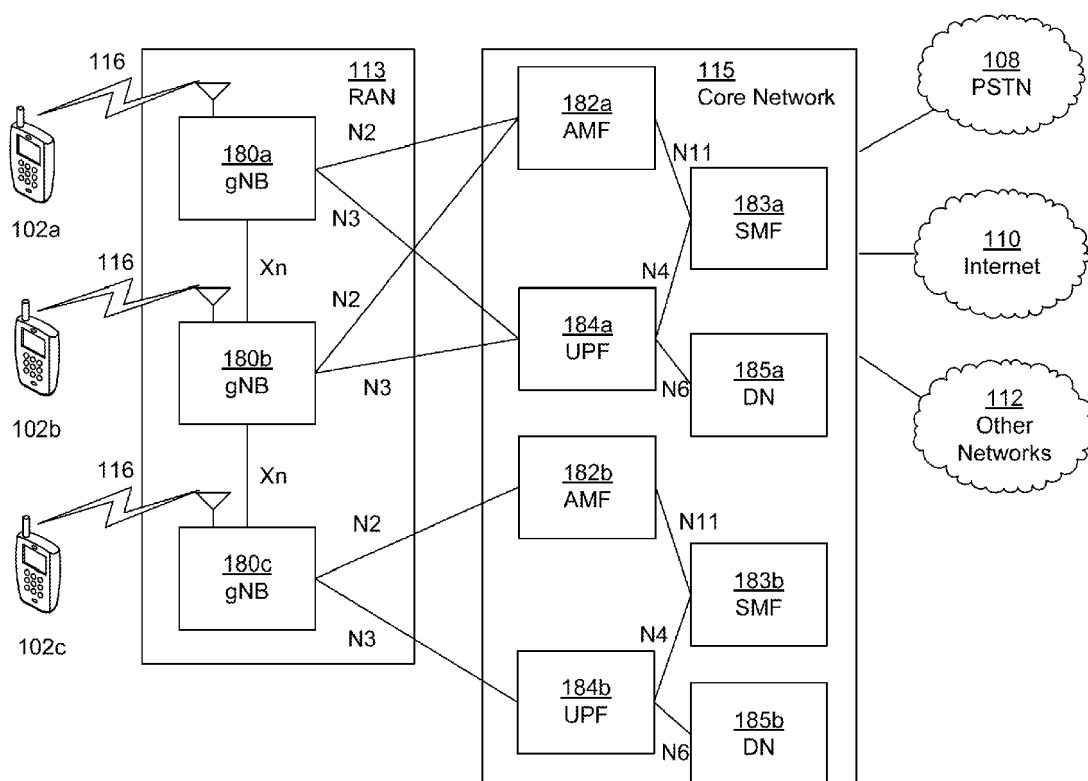 116
102a
116
102b
116
102c
113
RAN
180a
gNB
Xn
180b
gNB
Xn
180c
gNB
N2
N3
N2
N3
N2
N3
115
Core Network
182a
AMF
N11
183a
SMF
N4
184a
UPF
N6
185a
DN
182b
AMF
N11
183b
SMF
N4
184b
UPF
N6
185b
DN
108
PSTN
110
Internet
112
Other
Networks